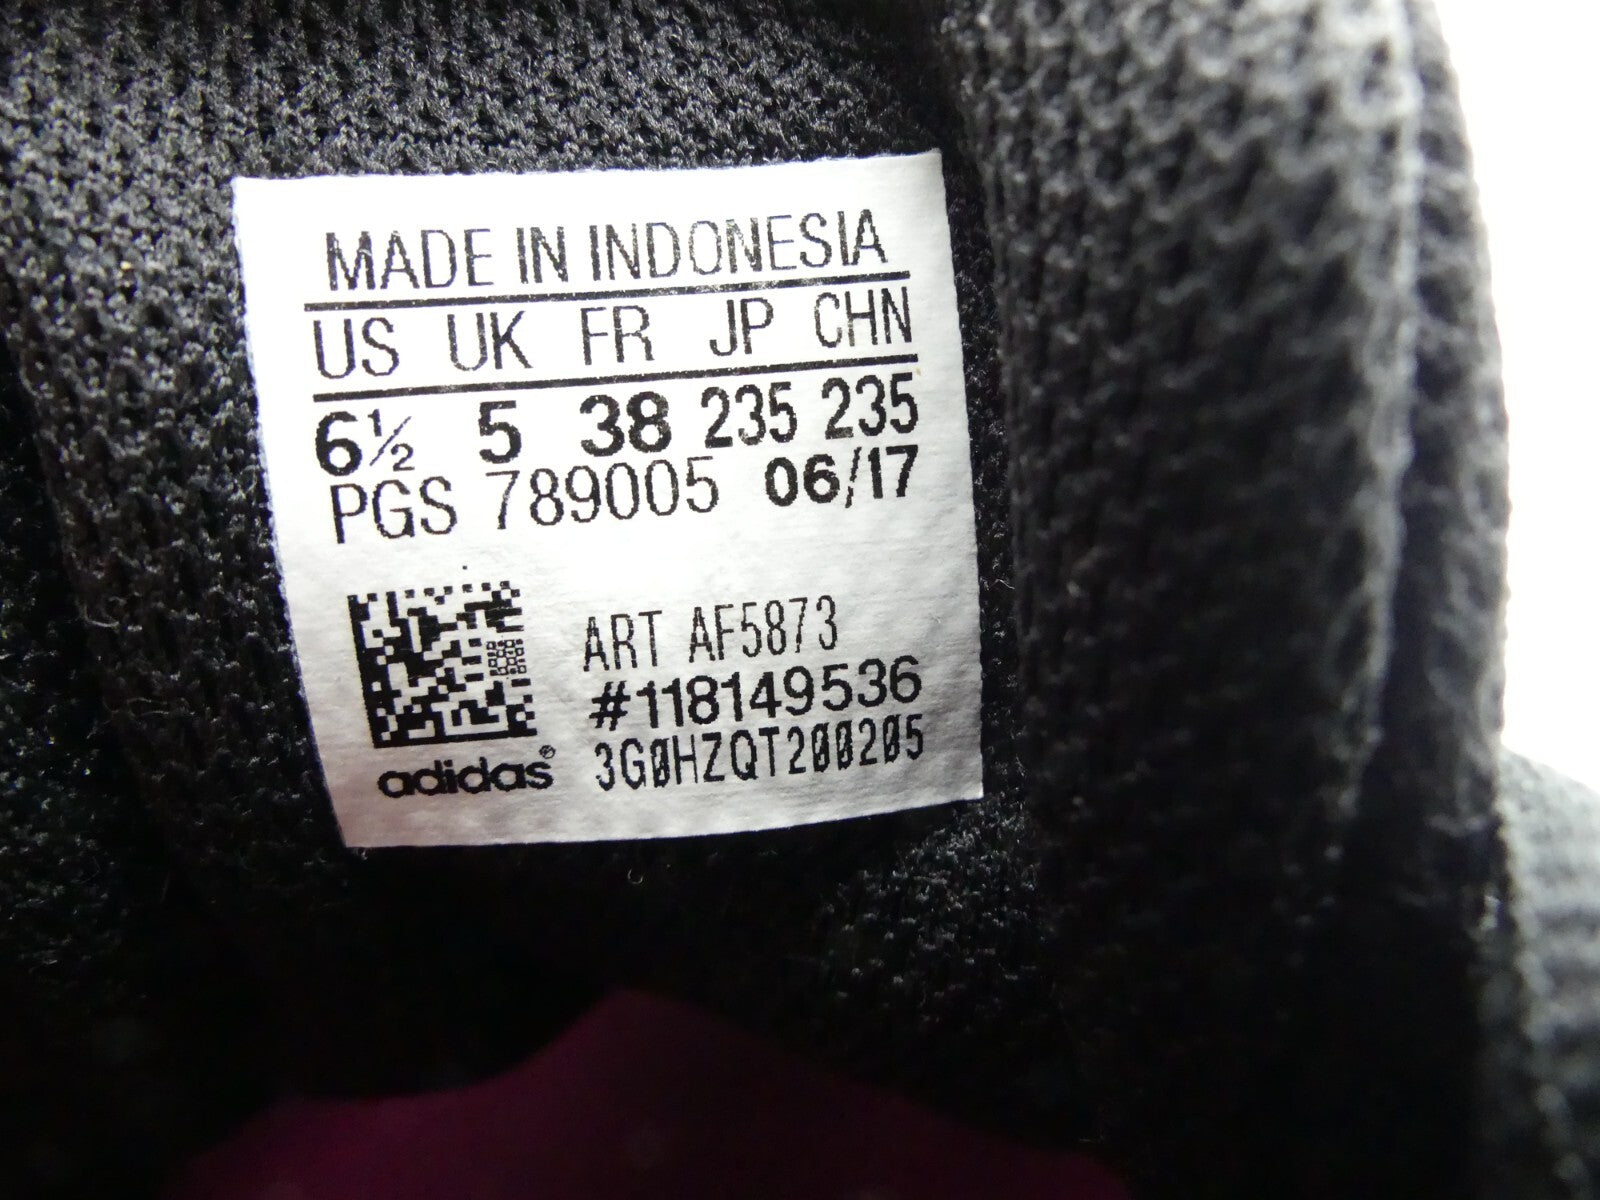 MADE IN INDONESIA
US UK FR JP CHN
6½ 5 38 235 235
PGS 789005 06/17
ART AF5873
#118149536
3G0HZQT200205
adidas®